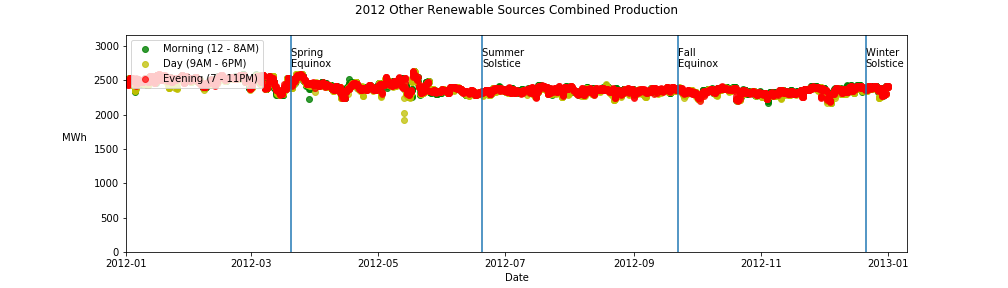 2012 Other Renewable Sources Combined Production
Morning (12 - 8AM)
Day (9AM - 6PM)
Evening (7 - 11PM)
Spring
Equinox
Summer
Solstice
Fall
Equinox
Winter
Solstice
3000
2500
2000
1500
1000
500
0
MWh
2012-01
2012-03
2012-05
2012-07
2012-09
2012-11
2013-01
Date